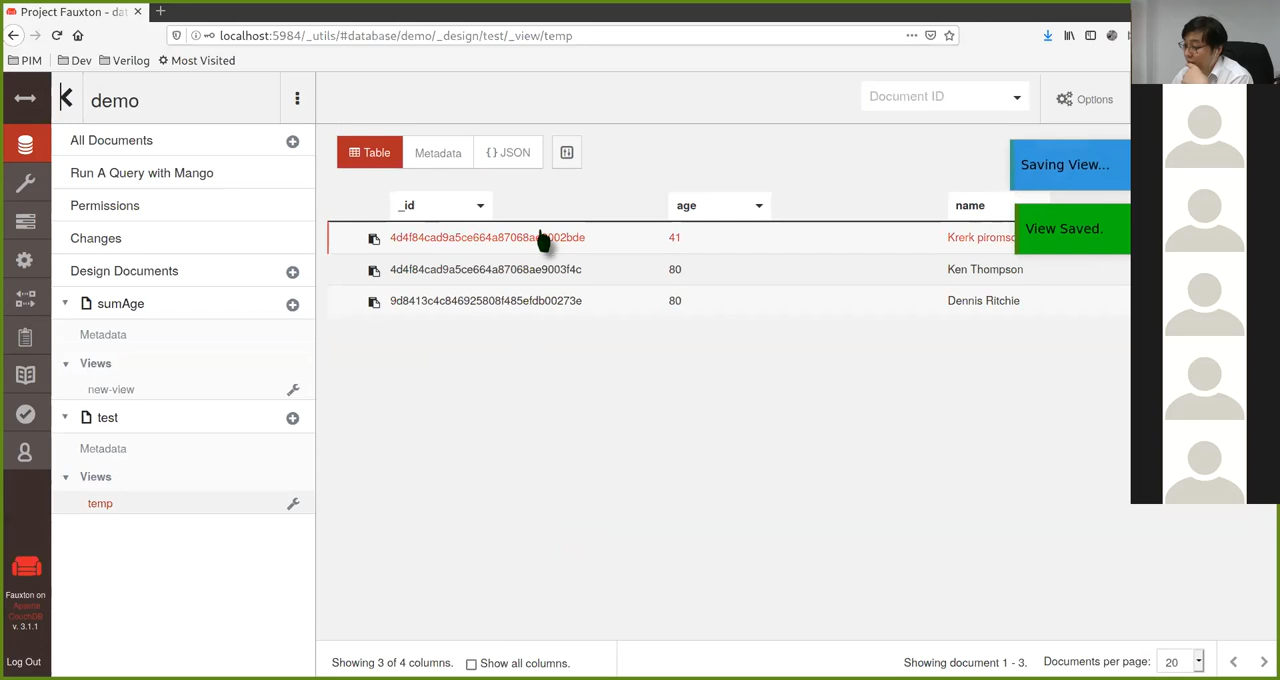 Project Fauxton - dat
localhost:5984/_utils/#database/demo/_design/test/_view/temp
PIM Dev Verilog Most Visited
demo
Document ID
Options
All Documents
Run A Query with Mango
Permissions
Changes
Design Documents
sumAge
Metadata
Views
new-view
test
Metadata
Views
temp
Table Metadata {} JSON
Saving View...
View Saved.
_id age name
41
4d4f84cad9a5ce664a87068ae9003f4c 80 Ken Thompson
9d8413c4c846925808f485efdb00273e 80 Dennis Ritchie
Fauxton on
Apache
CouchDB
v. 3.1.1
Log Out
Showing 3 of 4 columns. Show all columns.
Showing document 1 - 3. Documents per page: 20